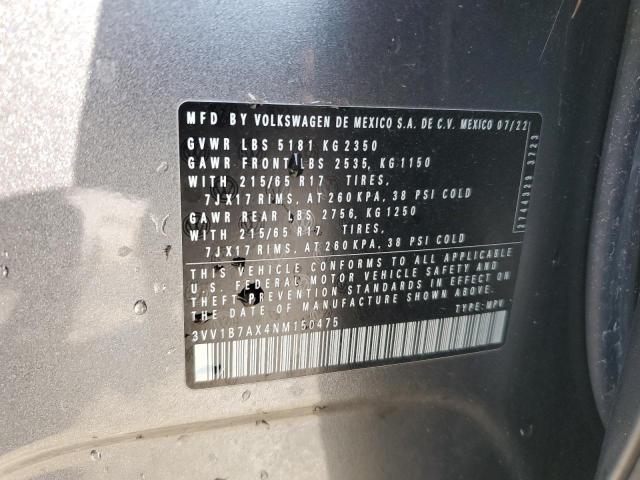 MFD BY VOLKSWAGEN DE MEXICO S.A. DE C.V. MEXICO 07/22
GVWR LBS 5181 KG 2350
GAWR FRONT LBS 2535, KG 1150
WITH 215/65 R17 TIRES,
7JX17 RIMS, AT 260 KPA, 38 PSI COLD
GAWR REAR LBS 2756, KG 1250
WITH 215/65 R17 TIRES,
7JX17 RIMS, AT 260 KPA, 38 PSI COLD
THIS VEHICLE CONFORMS TO ALL APPLICABLE
U.S. FEDERAL MOTOR VEHICLE SAFETY AND
THEFT PREVENTION STANDARDS IN EFFECT ON
THE DATE OF MANUFACTURE SHOWN ABOVE.
3VV1B7AX4NM150475
TYPE: MPV
3744329 3723